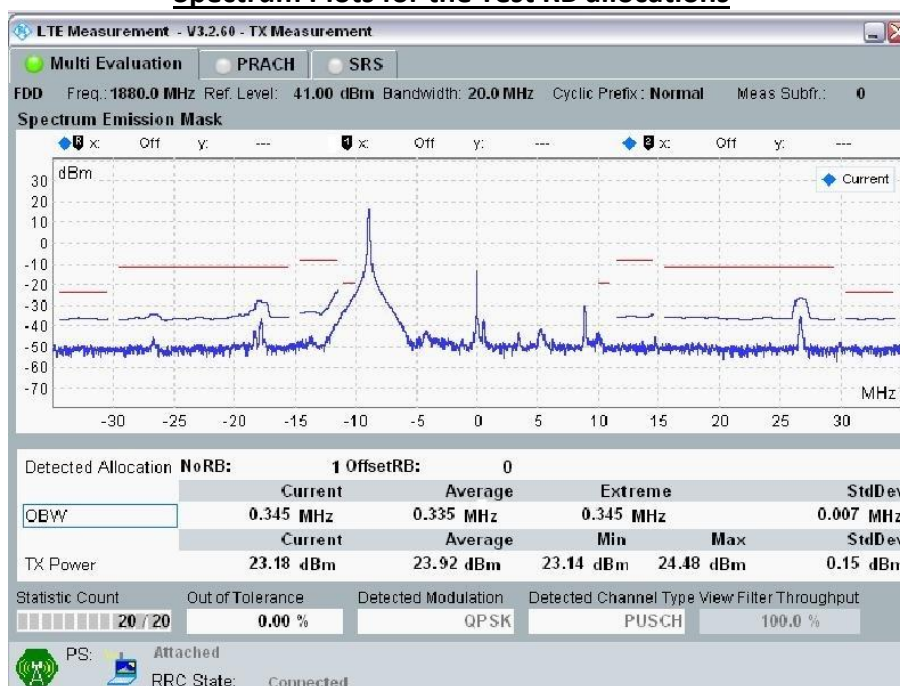 Spectrum Plots for the Test RB allocations
LTE Measurement - V3.2.60 - TX Measurement
Multi Evaluation PRACH SRS
FDD Freq.: 1880.0 MHz Ref. Level: 41.00 dBm Bandwidth: 20.0 MHz Cyclic Prefix: Normal Meas Subfr.: 0
Spectrum Emission Mask
R x: Off y: --- 1 x: Off y: --- 2 x: Off y: ---
dBm
Current
30
20
10
0
-10
-20
-30
-40
-50
-60
-70
MHz
-30 -25 -20 -15 -10 -5 0 5 10 15 20 25 30
Detected Allocation NoRB: 1 OffsetRB: 0
Current Average Extreme StdDev
OBW 0.345 MHz 0.335 MHz 0.345 MHz 0.007 MHz
Current Average Min Max StdDev
TX Power 23.18 dBm 23.92 dBm 23.14 dBm 24.48 dBm 0.15 dBm
Statistic Count Out of Tolerance Detected Modulation Detected Channel Type View Filter Throughput
20 / 20 0.00 % QPSK PUSCH 100.0 %
PS: Attached
RRC State: Connected